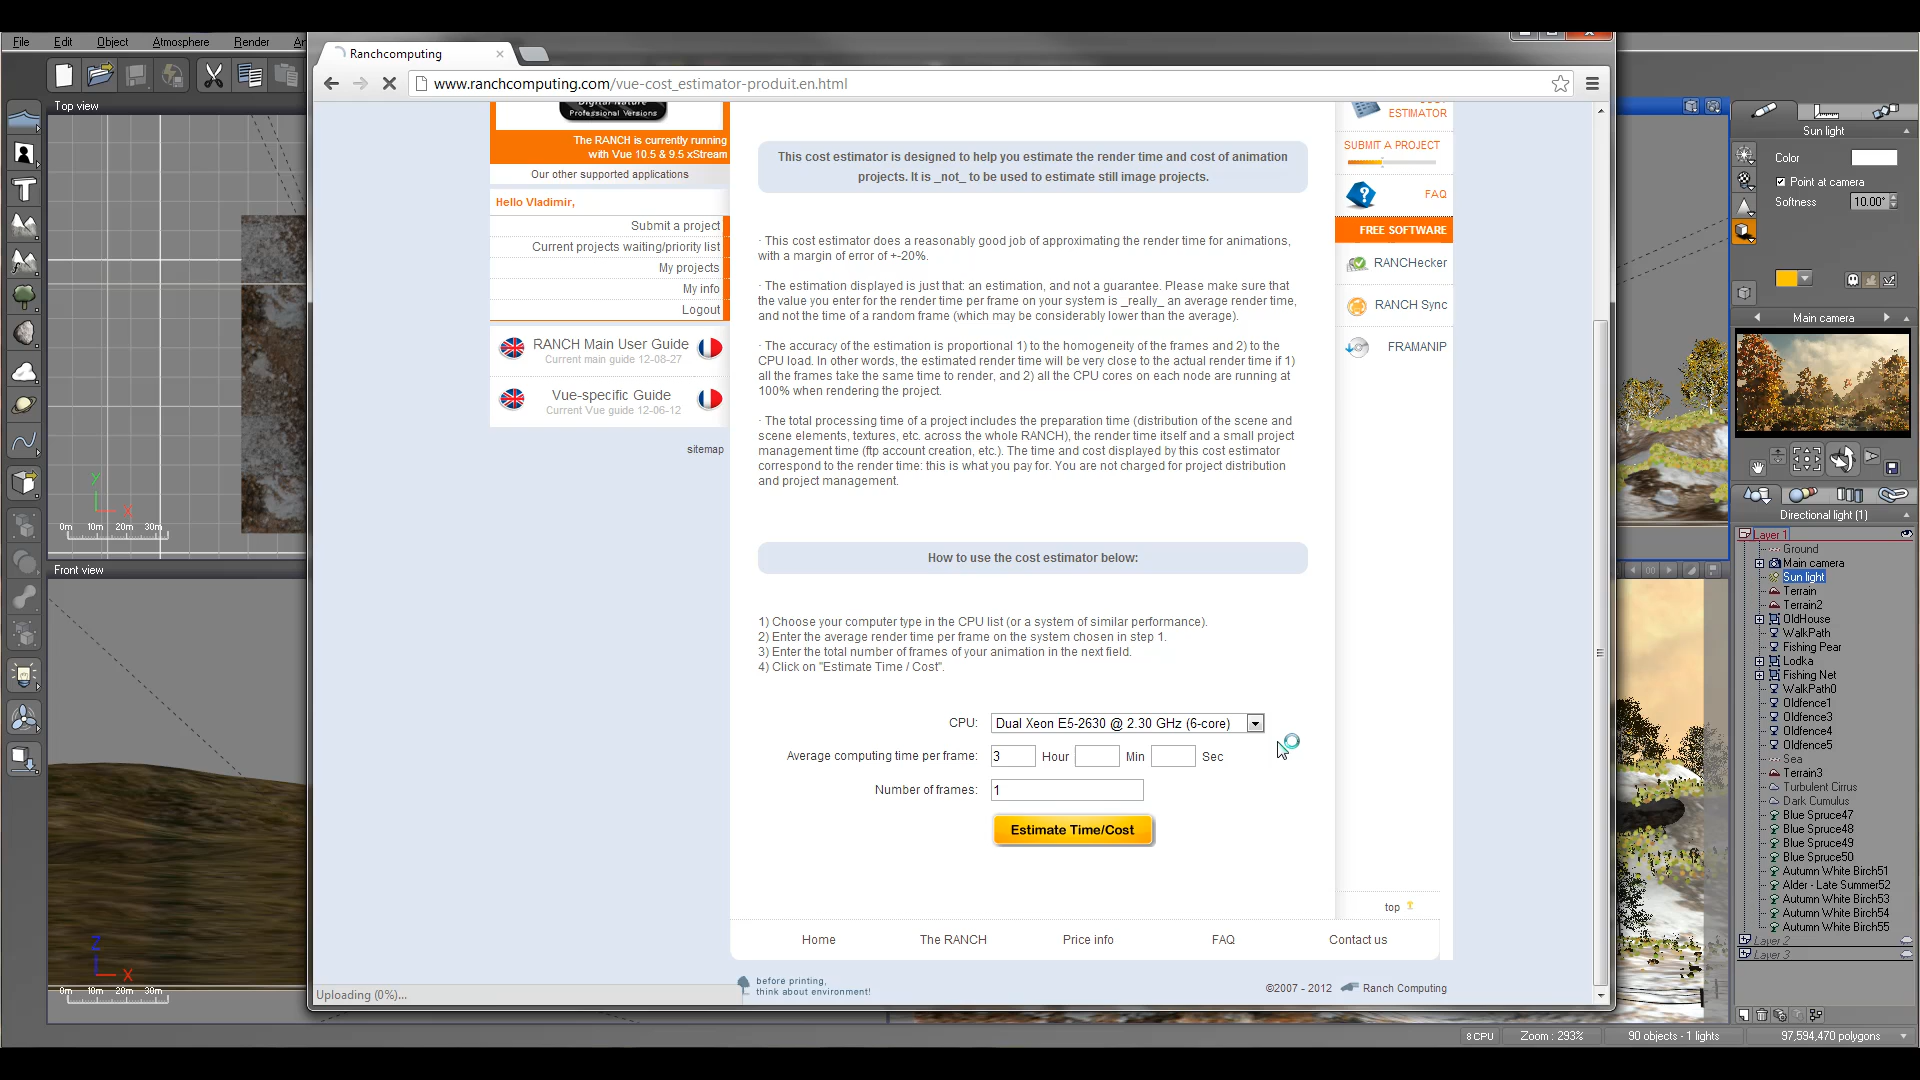 File Edit Object Atmosphere Render
Ranchcomputing
www.ranchcomputing.com/vue-cost_estimator-produit.en.html
Top view
0m 10m 20m 30m
Front view
0m 10m 20m 30m
Digital Nature
Professional Versions
The RANCH is currently running
with Vue 10.5 & 9.5 xStream
Our other supported applications
Hello Vladimir,
Submit a project
Current projects waiting/priority list
My projects
My info
Logout
RANCH Main User Guide
Current main guide 12-08-27
Vue-specific Guide
Current Vue guide 12-06-12
sitemap
This cost estimator is designed to help you estimate the render time and cost of animation
projects. It is _not_ to be used to estimate still image projects.
· This cost estimator does a reasonably good job of approximating the render time for animations,
with a margin of error of +-20%.
· The estimation displayed is just that: an estimation, and not a guarantee. Please make sure that
the value you enter for the render time per frame on your system is _really_ an average render time,
and not the time of a random frame (which may be considerably lower than the average).
· The accuracy of the estimation is proportional 1) to the homogeneity of the frames and 2) to the
CPU load. In other words, the estimated render time will be very close to the actual render time if 1)
all the frames take the same time to render, and 2) all the CPU cores on each node are running at
100% when rendering the project.
· The total processing time of a project includes the preparation time (distribution of the scene and
scene elements, textures, etc. across the whole RANCH), the render time itself and a small project
management time (ftp account creation, etc.). The time and cost displayed by this cost estimator
correspond to the render time: this is what you pay for. You are not charged for project distribution
and project management.
How to use the cost estimator below:
1) Choose your computer type in the CPU list (or a system of similar performance).
2) Enter the average render time per frame on the system chosen in step 1.
3) Enter the total number of frames of your animation in the next field.
4) Click on "Estimate Time / Cost".
CPU: Dual Xeon E5-2630 @ 2.30 GHz (6-core)
Average computing time per frame: 3 Hour Min Sec
Number of frames: 1
Estimate Time/Cost
ESTIMATOR
SUBMIT A PROJECT
FAQ
FREE SOFTWARE
RANCHecker
RANCH Sync
FRAMANIP
top
Home The RANCH Price info FAQ Contact us
before printing,
think about environment!
©2007 - 2012 Ranch Computing
Uploading (0%)...
Sun light
Color
Point at camera
Softness 10.00°
Main camera
Directional light (1)
Layer 1
Ground
Main camera
Sun light
Terrain
Terrain2
OldHouse
WalkPath
Fishing Pear
Lodka
Fishing Net
WalkPath0
Oldfence1
Oldfence3
Oldfence4
Oldfence5
Sea
Terrain3
Turbulent Cirrus
Dark Cumulus
Blue Spruce47
Blue Spruce48
Blue Spruce49
Blue Spruce50
Autumn White Birch51
Alder - Late Summer52
Autumn White Birch53
Autumn White Birch54
Autumn White Birch55
Layer 2
Layer 3
8 CPU Zoom : 293% 90 objects - 1 lights 97,594,470 polygons